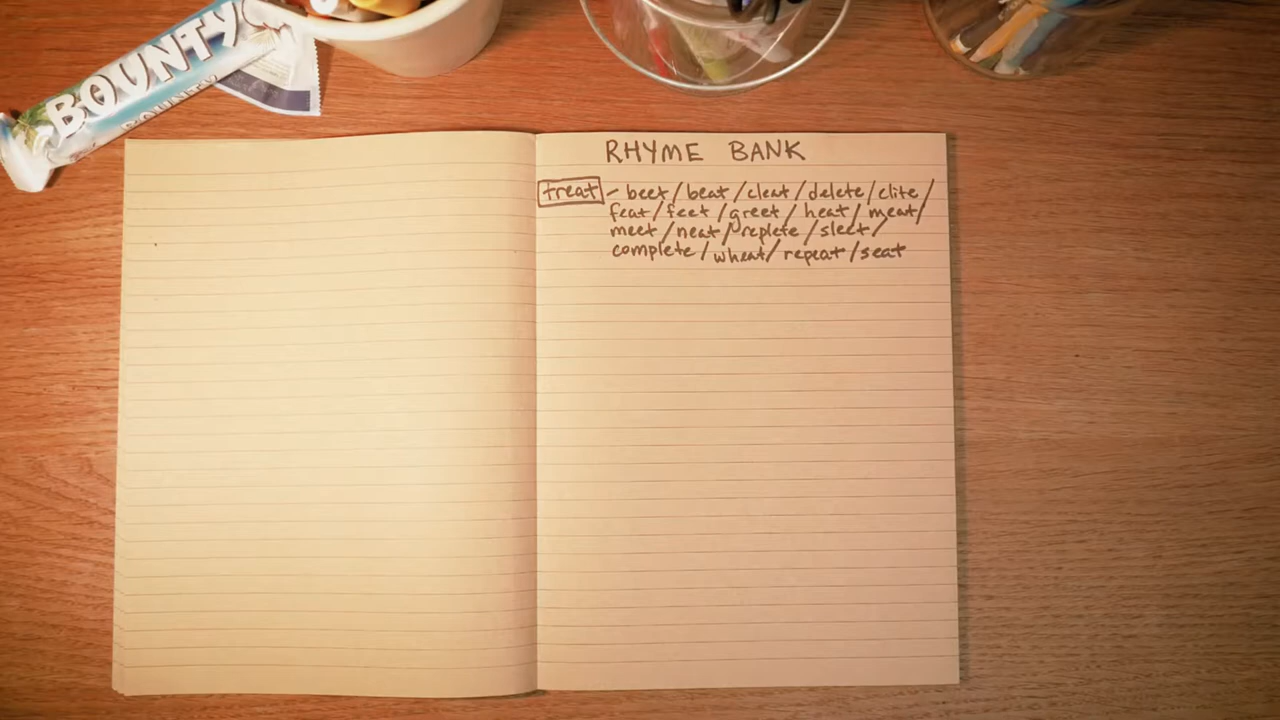 BOUNTY
RHYME BANK
treat - beet / beat / cleat / delete / elite /
feat / feet / greet / heat / meat /
meet / neat / replete / sleet /
complete / wheat / repeat / seat